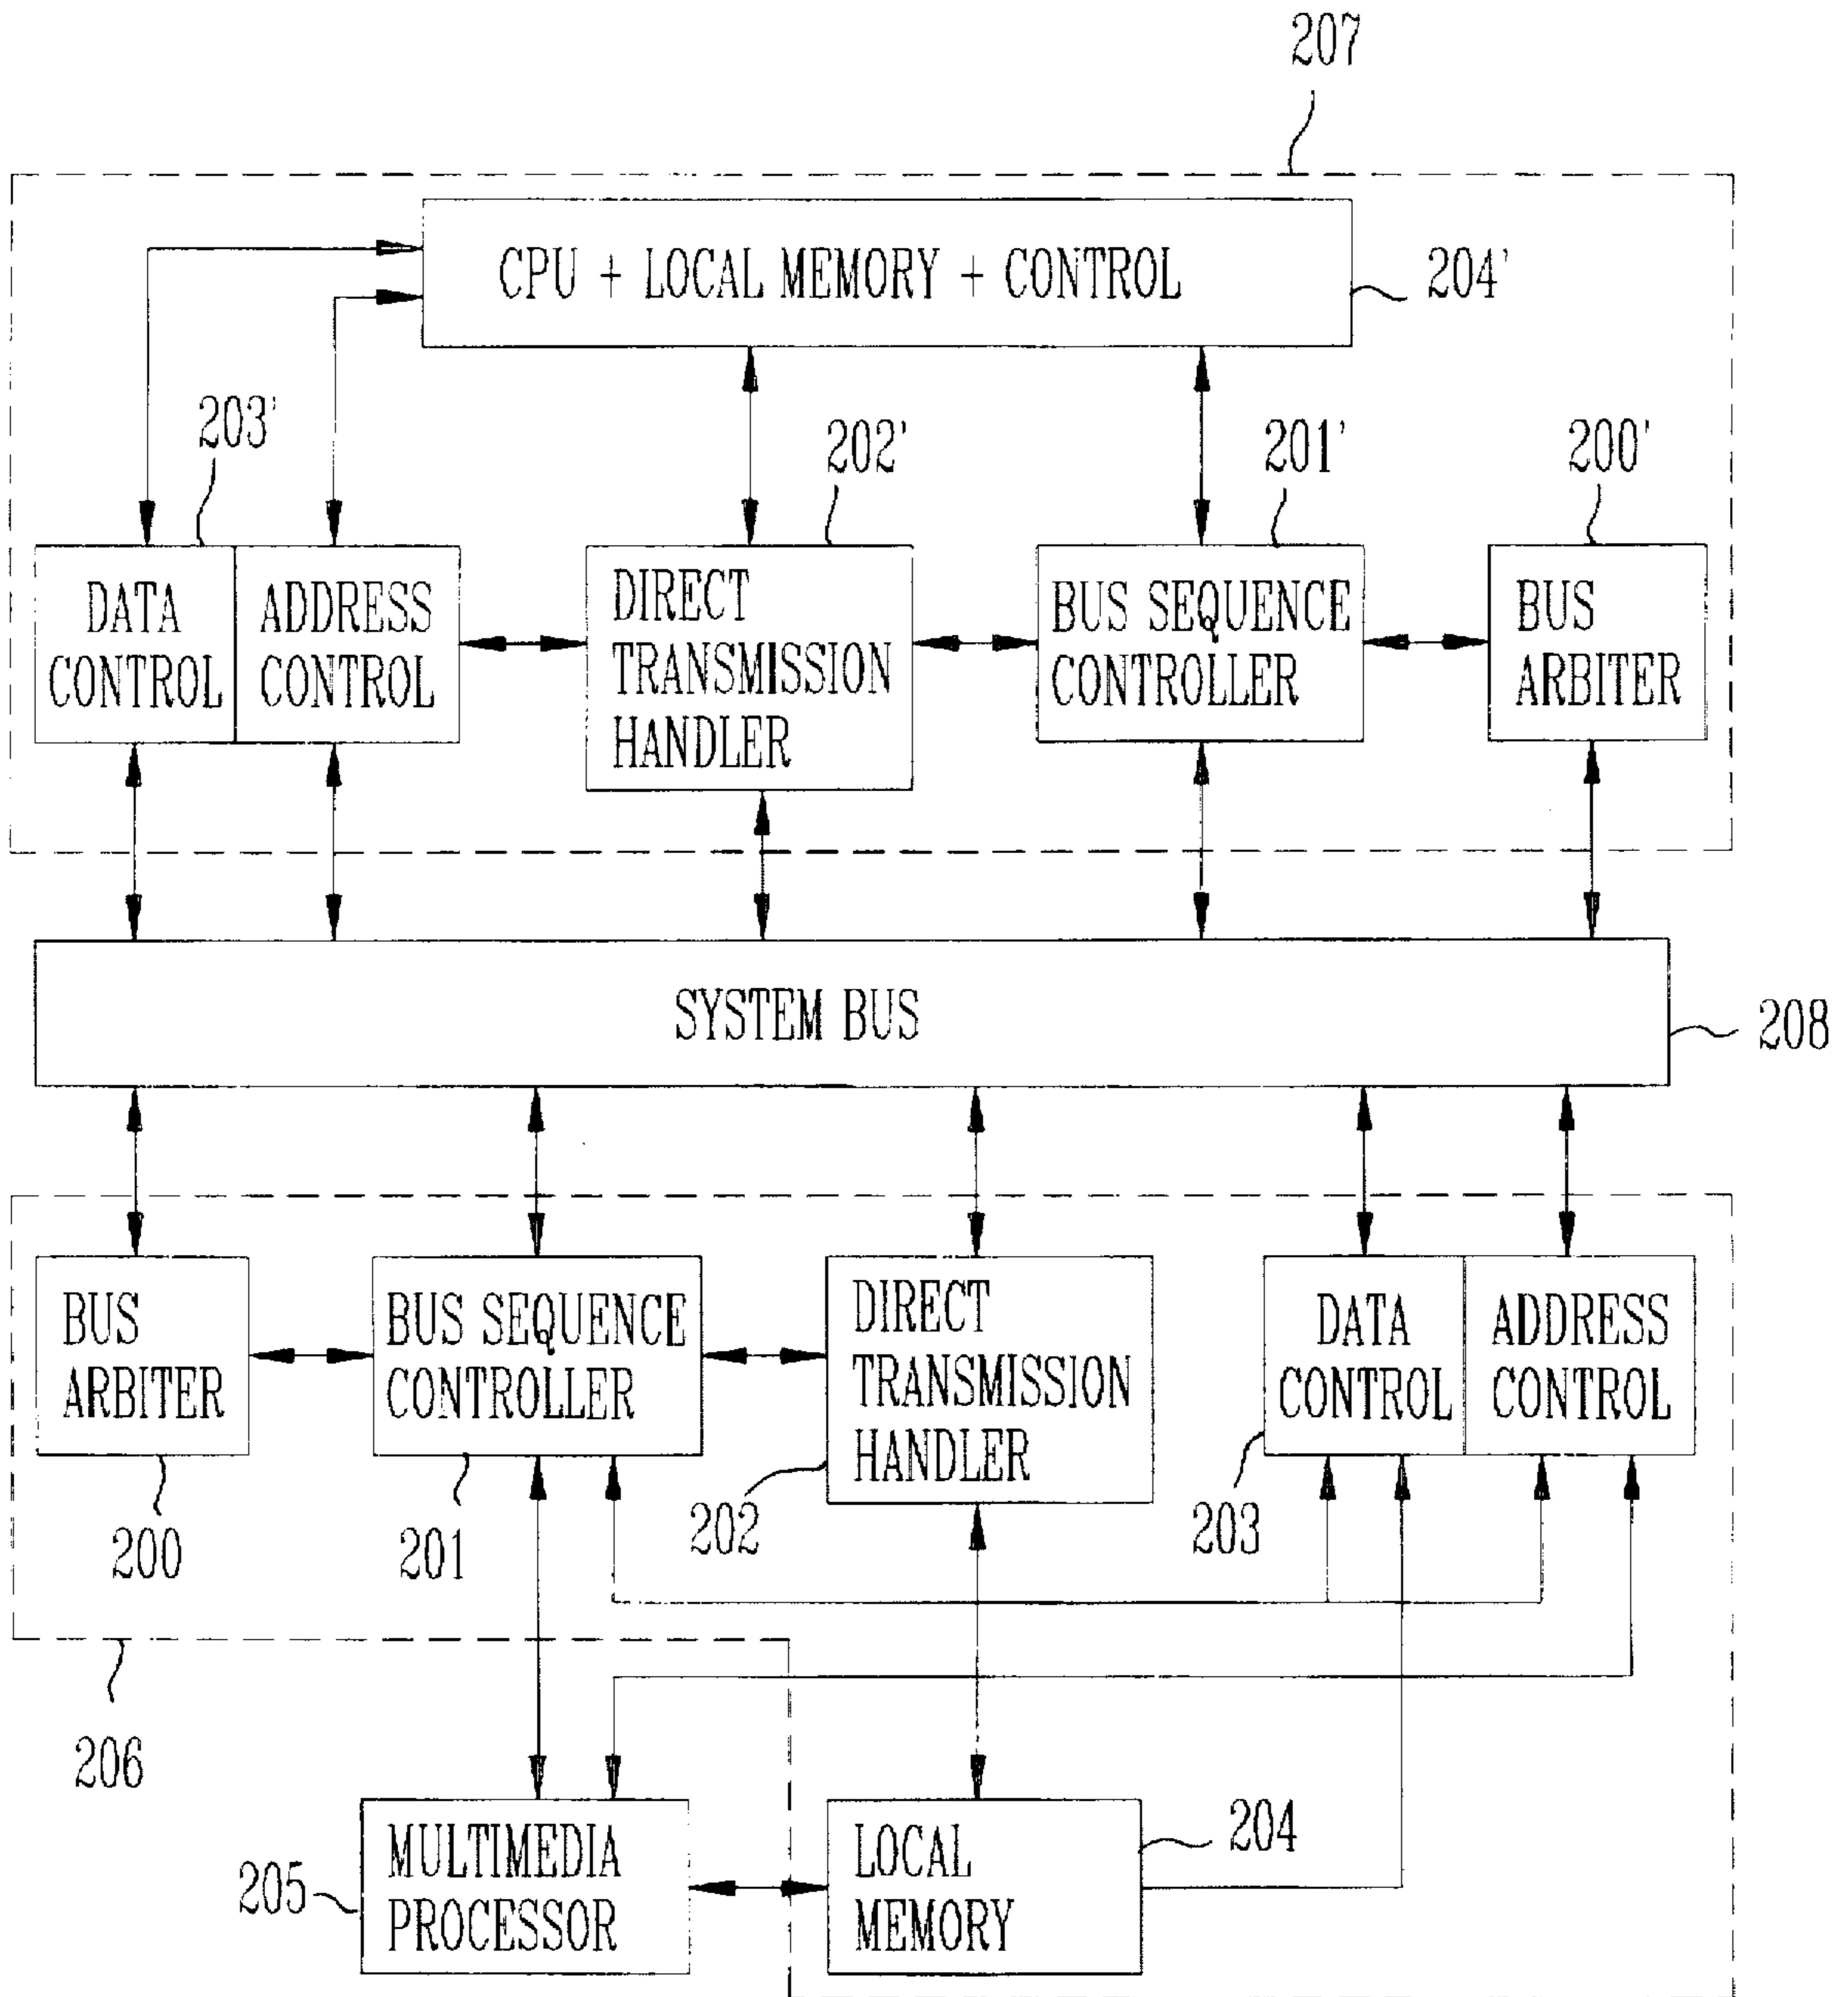 207
CPU + LOCAL MEMORY + CONTROL
204'
203'
202'
201'
200'
DATA
CONTROL
ADDRESS
CONTROL
DIRECT
TRANSMISSION
HANDLER
BUS SEQUENCE
CONTROLLER
BUS
ARBITER
SYSTEM BUS
208
BUS
ARBITER
BUS SEQUENCE
CONTROLLER
DIRECT
TRANSMISSION
HANDLER
DATA
CONTROL
ADDRESS
CONTROL
200
201
202
203
206
205
MULTIMEDIA
PROCESSOR
LOCAL
MEMORY
204